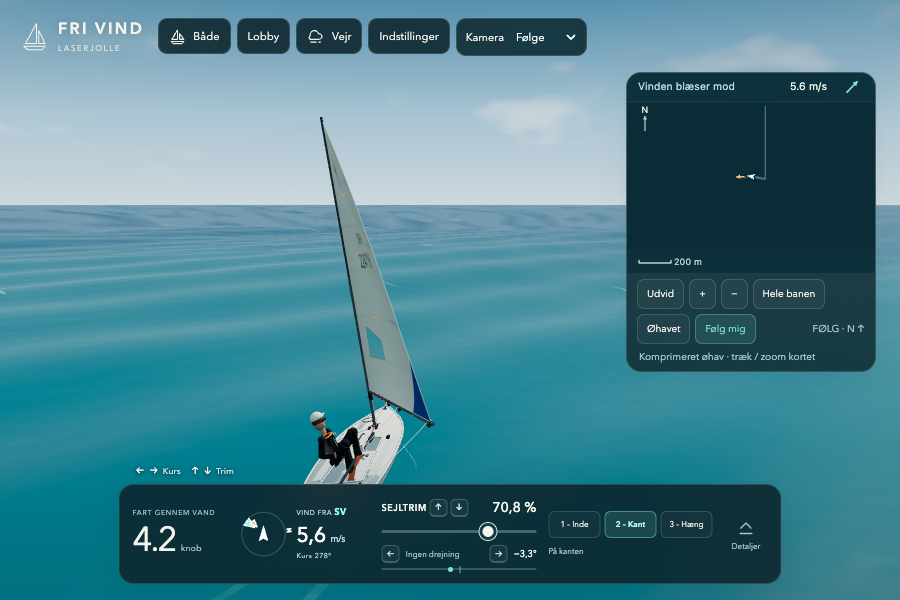 FRI VIND
LASERJOLLE
Både
Lobby
Vejr
Indstillinger
Kamera Følge
Vinden blæser mod 5.6 m/s
N
200 m
Udvid + − Hele banen
Øhavet Følg mig FØLG · N ↑
Komprimeret øhav · træk / zoom kortet
← → Kurs ↑ ↓ Trim
FART GENNEM VAND
4.2 knob
VIND FRA SV
5,6 m/s
Kurs 278°
SEJLTRIM ↑ ↓ 70,8 %
← Ingen drejning → −3,3°
1 - Inde
2 - Kant
3 - Hæng
På kanten
Detaljer